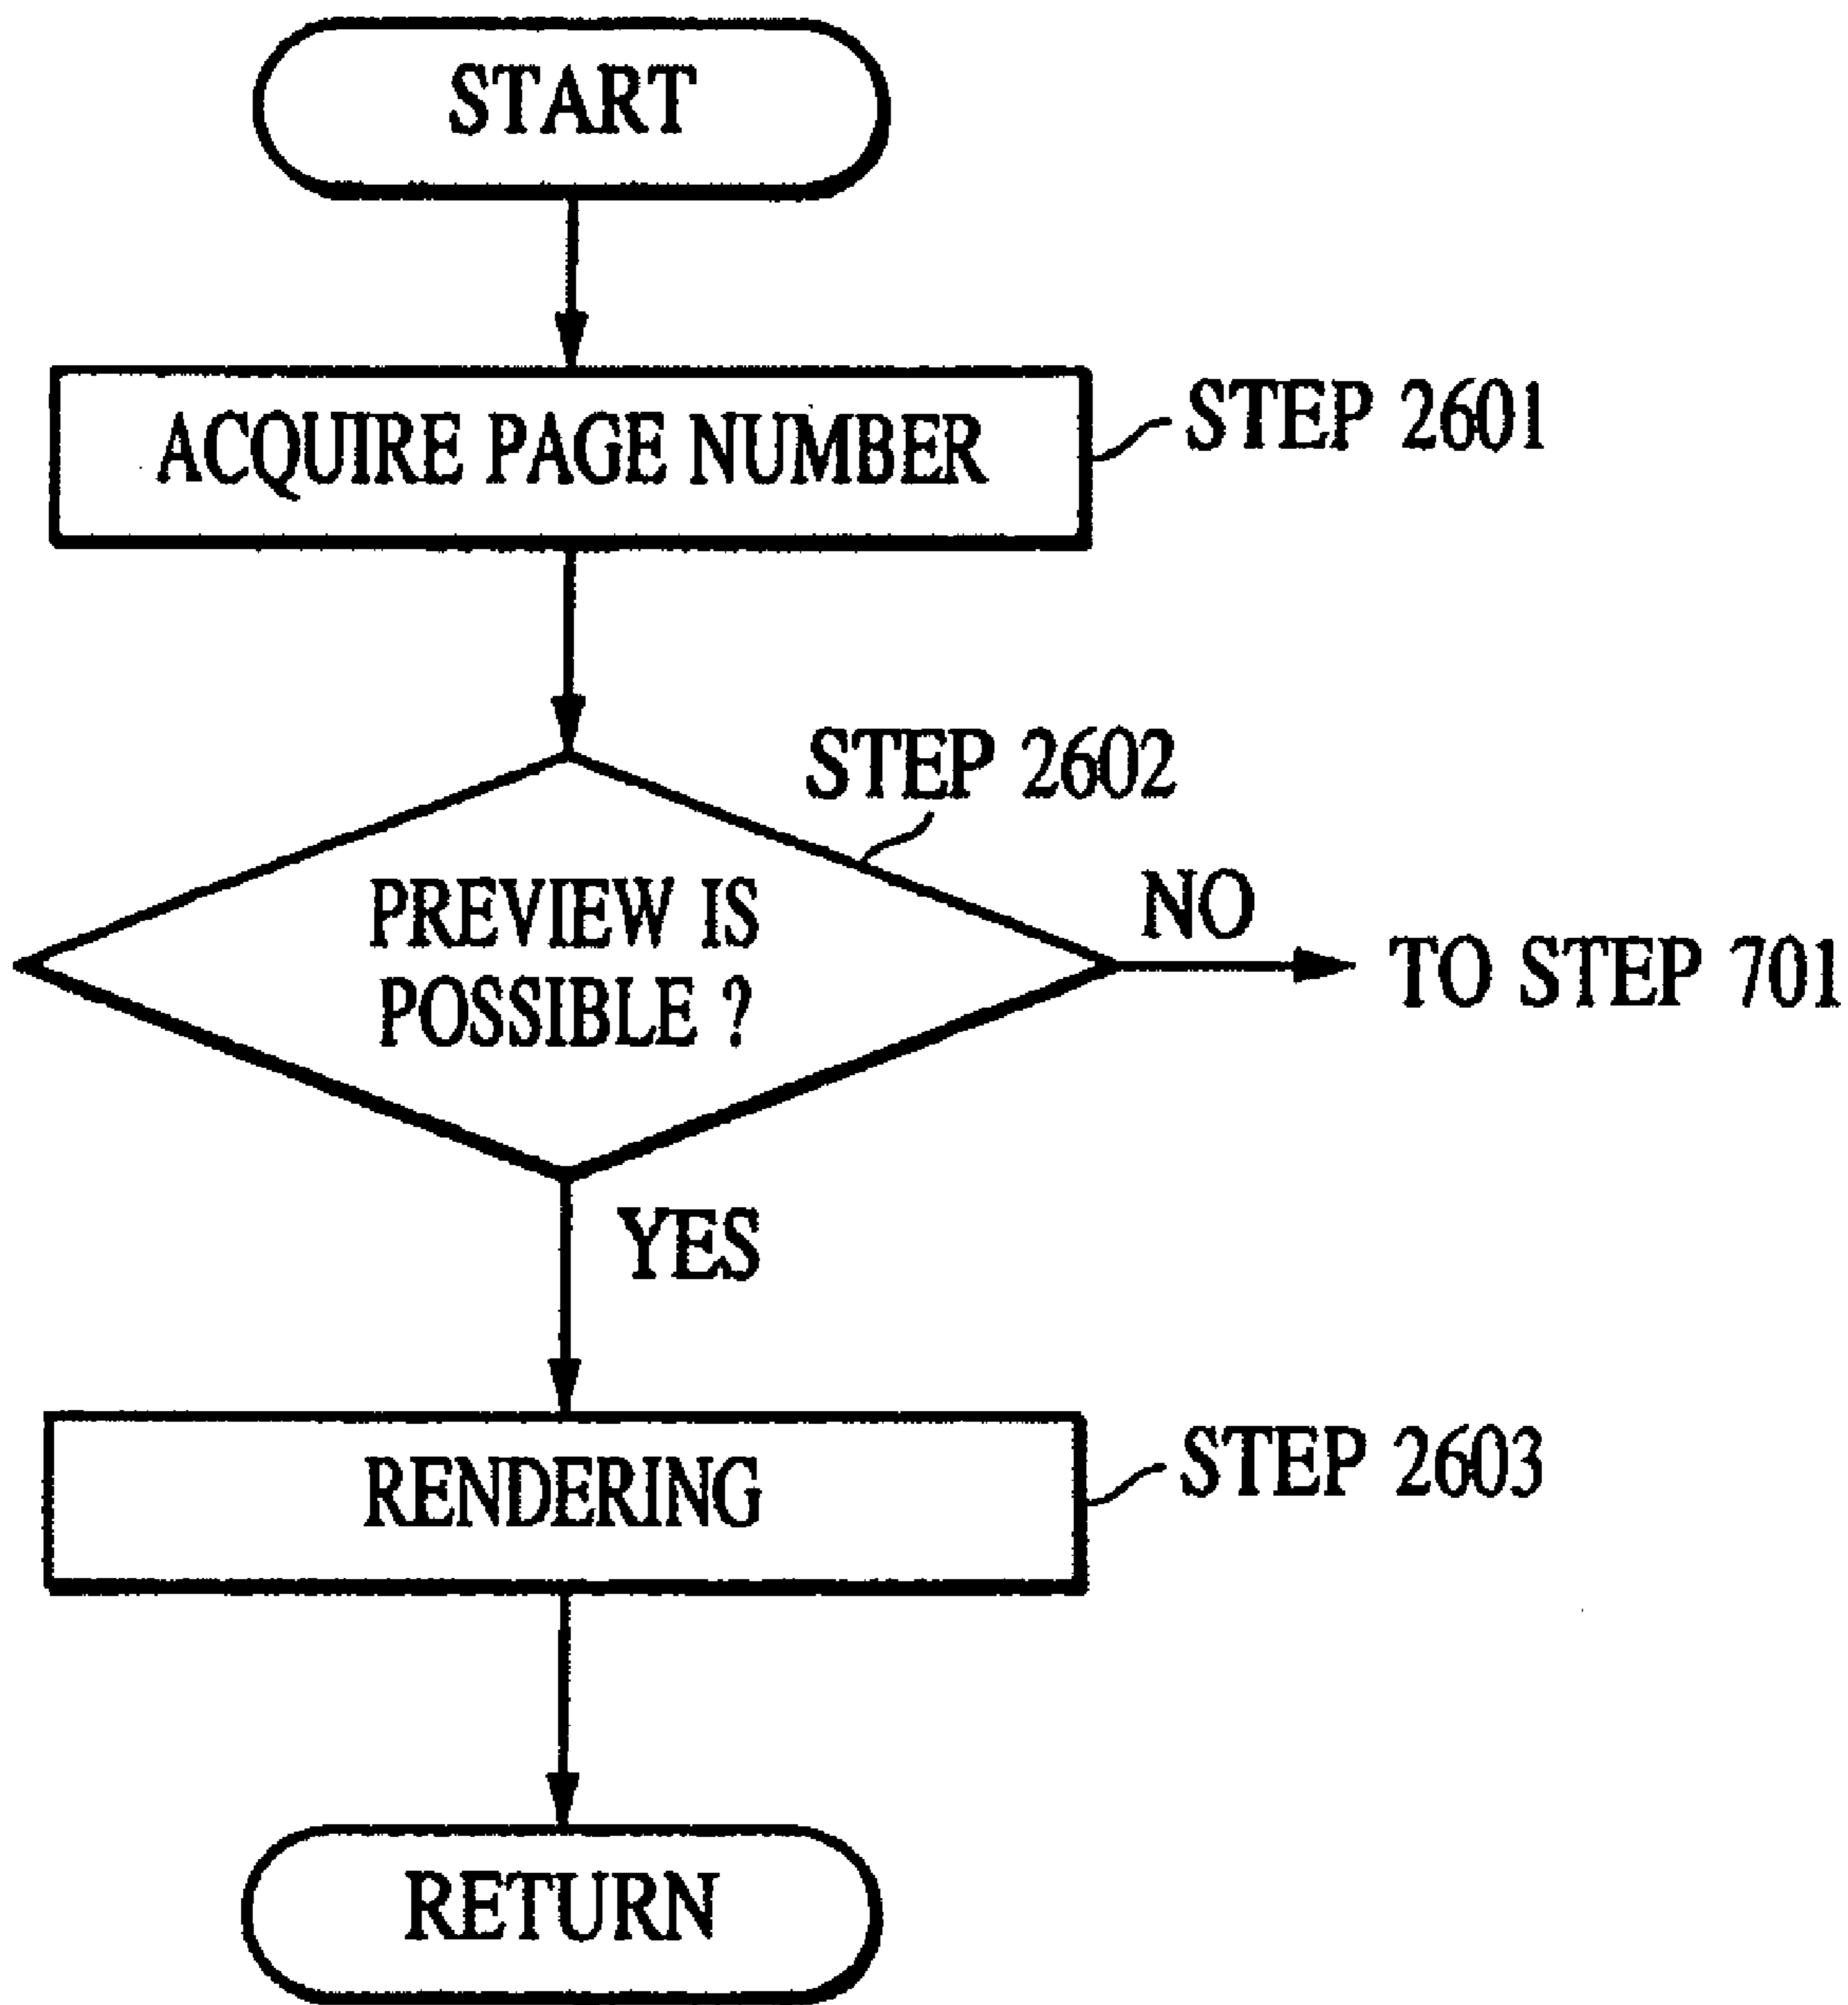 START
ACQUIRE PAGE NUMBER
STEP 2601
STEP 2602
PREVIEW IS
POSSIBLE ?
NO
TO STEP 701
YES
RENDERING
STEP 2603
RETURN